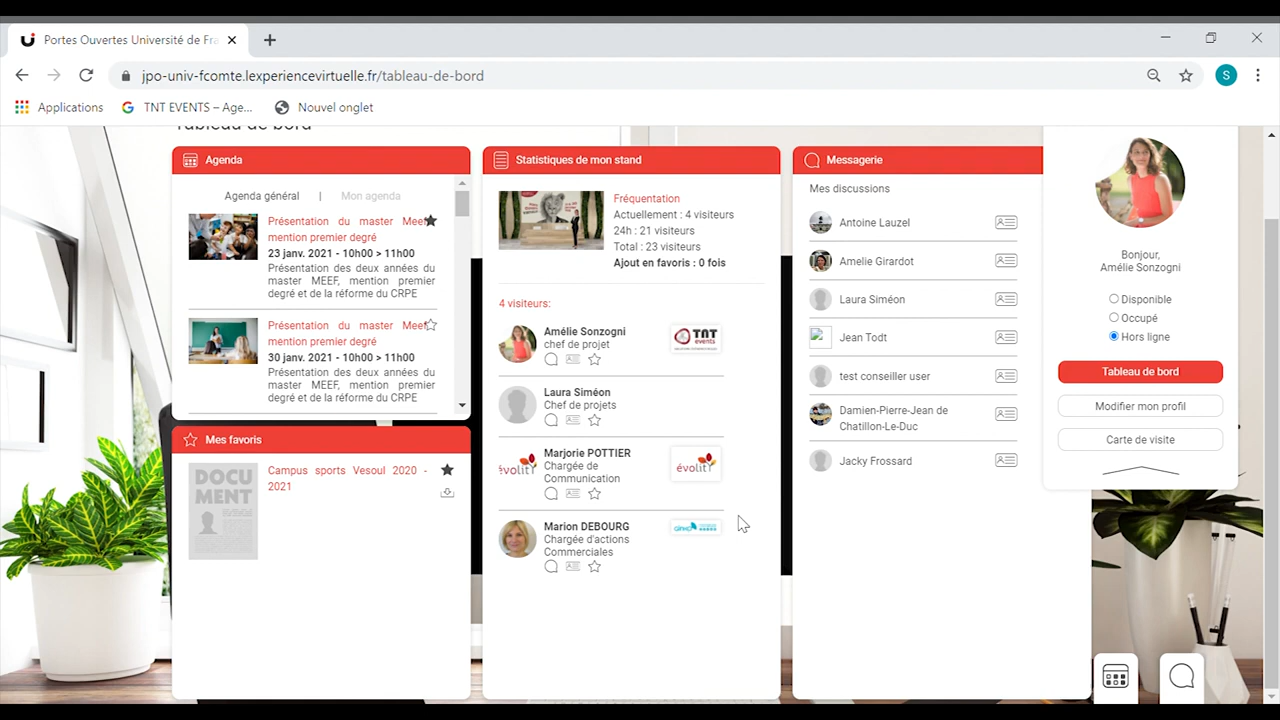 Portes Ouvertes Université de Fra
jpo-univ-fcomte.lexperiencevirtuelle.fr/tableau-de-bord
S
Applications
TNT EVENTS – Age...
Nouvel onglet
Tableau de bord
Agenda
Agenda général | Mon agenda
Présentation du master Meef
mention premier degré
23 janv. 2021 - 10h00 > 11h00
Présentation des deux années du
master MEEF, mention premier
degré et de la réforme du CRPE
Présentation du master Meef
mention premier degré
30 janv. 2021 - 10h00 > 11h00
Présentation des deux années du
master MEEF, mention premier
degré et de la réforme du CRPE
Mes favoris
DOCU
MENT
Campus sports Vesoul 2020 -
2021
Statistiques de mon stand
Fréquentation
Actuellement : 4 visiteurs
24h : 21 visiteurs
Total : 23 visiteurs
Ajout en favoris : 0 fois
4 visiteurs:
Amélie Sonzogni
chef de projet
TNT
events
Laura Siméon
Chef de projets
évolitY
Marjorie POTTIER
Chargée de
Communication
évolitY
Marion DEBOURG
Chargée d'actions
Commerciales
ginko
Messagerie
Mes discussions
Antoine Lauzel
Amelie Girardot
Laura Siméon
Jean Todt
test conseiller user
Damien-Pierre-Jean de
Chatillon-Le-Duc
Jacky Frossard
Bonjour,
Amélie Sonzogni
Disponible
Occupé
Hors ligne
Tableau de bord
Modifier mon profil
Carte de visite